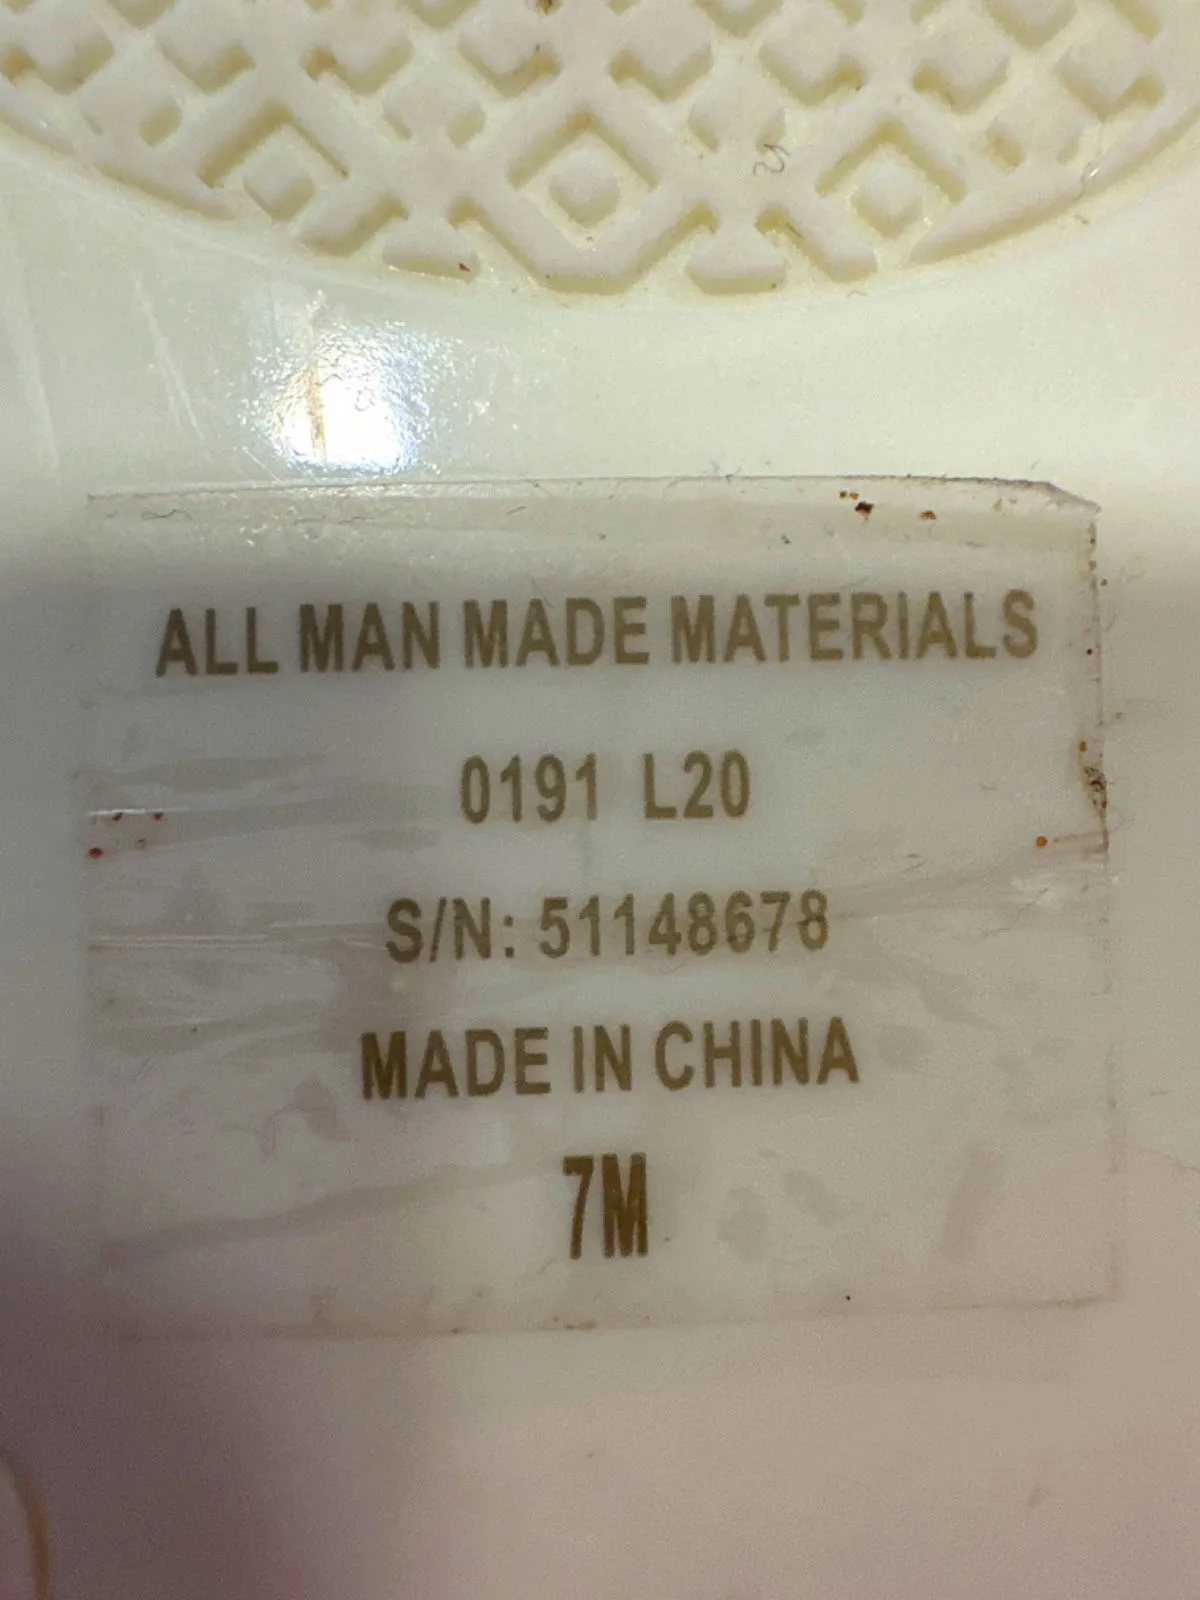 ALL MAN MADE MATERIALS
0191 L20
S/N: 51148678
MADE IN CHINA
7M